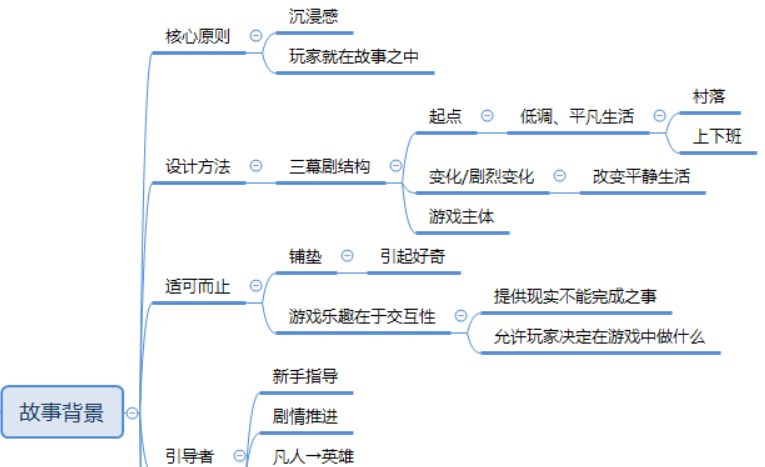 沉浸感
核心原则
玩家就在故事之中
村落
起点
低调、平凡生活
上下班
设计方法
三幕剧结构
变化/剧烈变化
改变平静生活
游戏主体
铺垫
引起好奇
适可而止
提供现实不能完成之事
游戏乐趣在于交互性
允许玩家决定在游戏中做什么
新手指导
故事背景
剧情推进
引导者
凡人→英雄